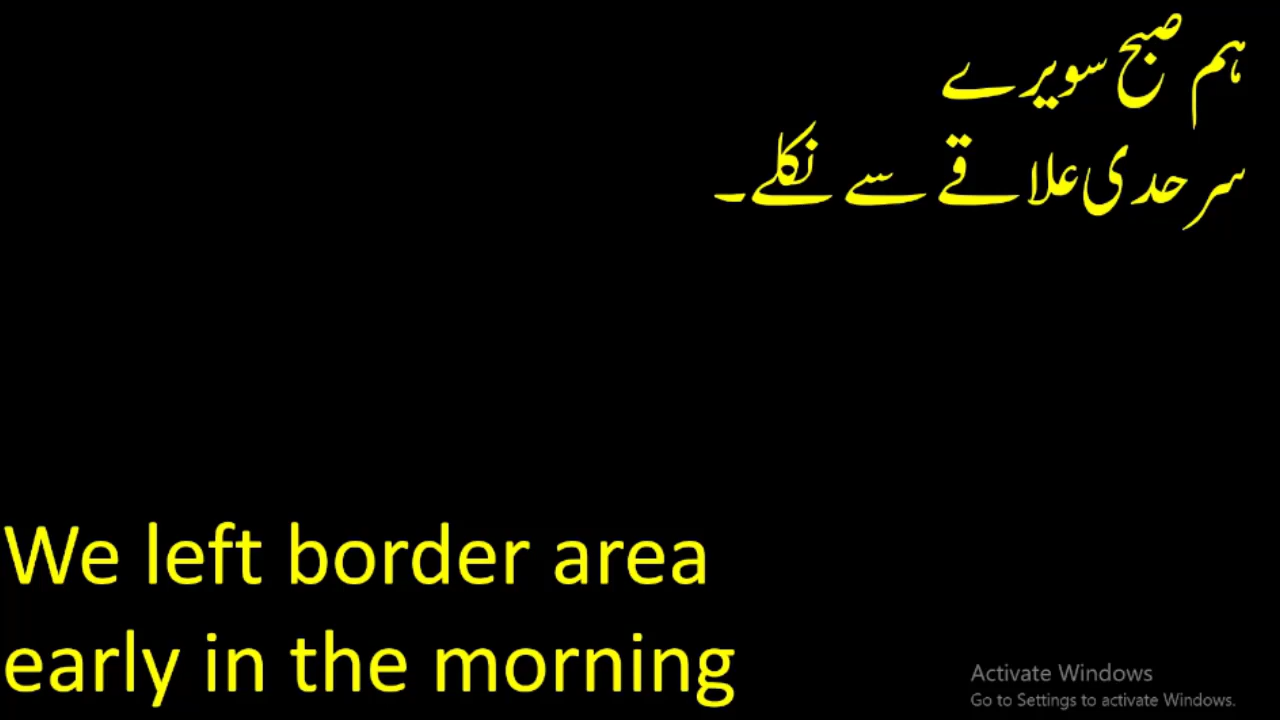 ہم صبح سویرے
سرحدی علاقے سے نکلے۔
We left border area
early in the morning
Activate Windows
Go to Settings to activate Windows.